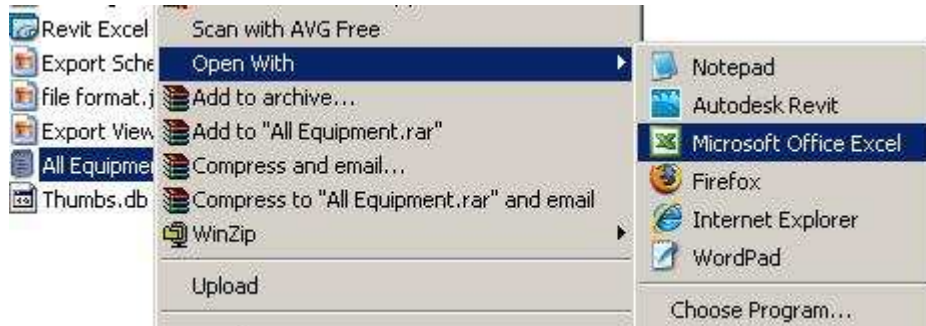 Revit Excel
Export Sche
file format.j
Export View
All Equipmer
Thumbs.db
Scan with AVG Free
Open With
Add to archive...
Add to "All Equipment.rar"
Compress and email...
Compress to "All Equipment.rar" and email
WinZip
Upload
Notepad
Autodesk Revit
Microsoft Office Excel
Firefox
Internet Explorer
WordPad
Choose Program...